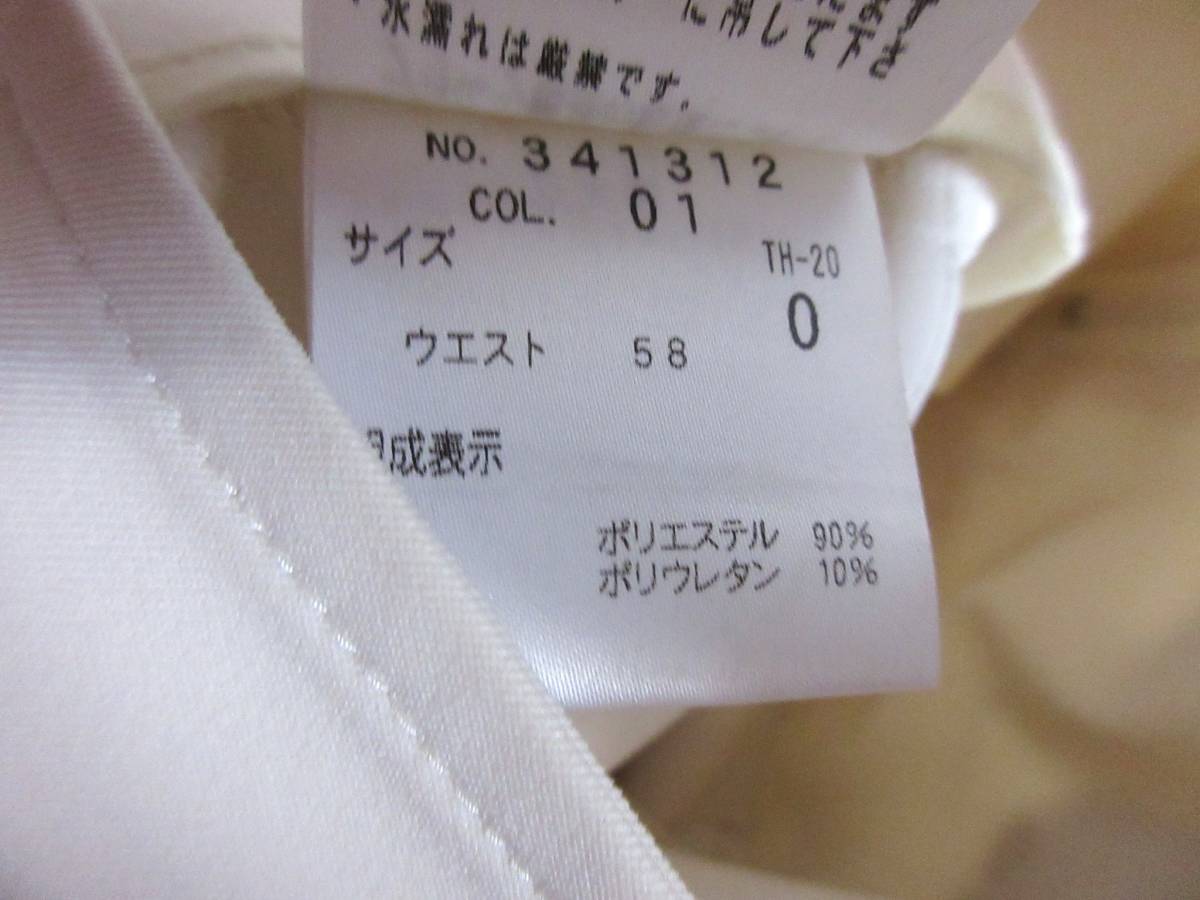 に吊して下さ
水濡れは厳禁です。
NO. 341312
COL. 01
サイズ TH-20
0
ウエスト 58
成表示
ポリエステル 90%
ポリウレタン 10%